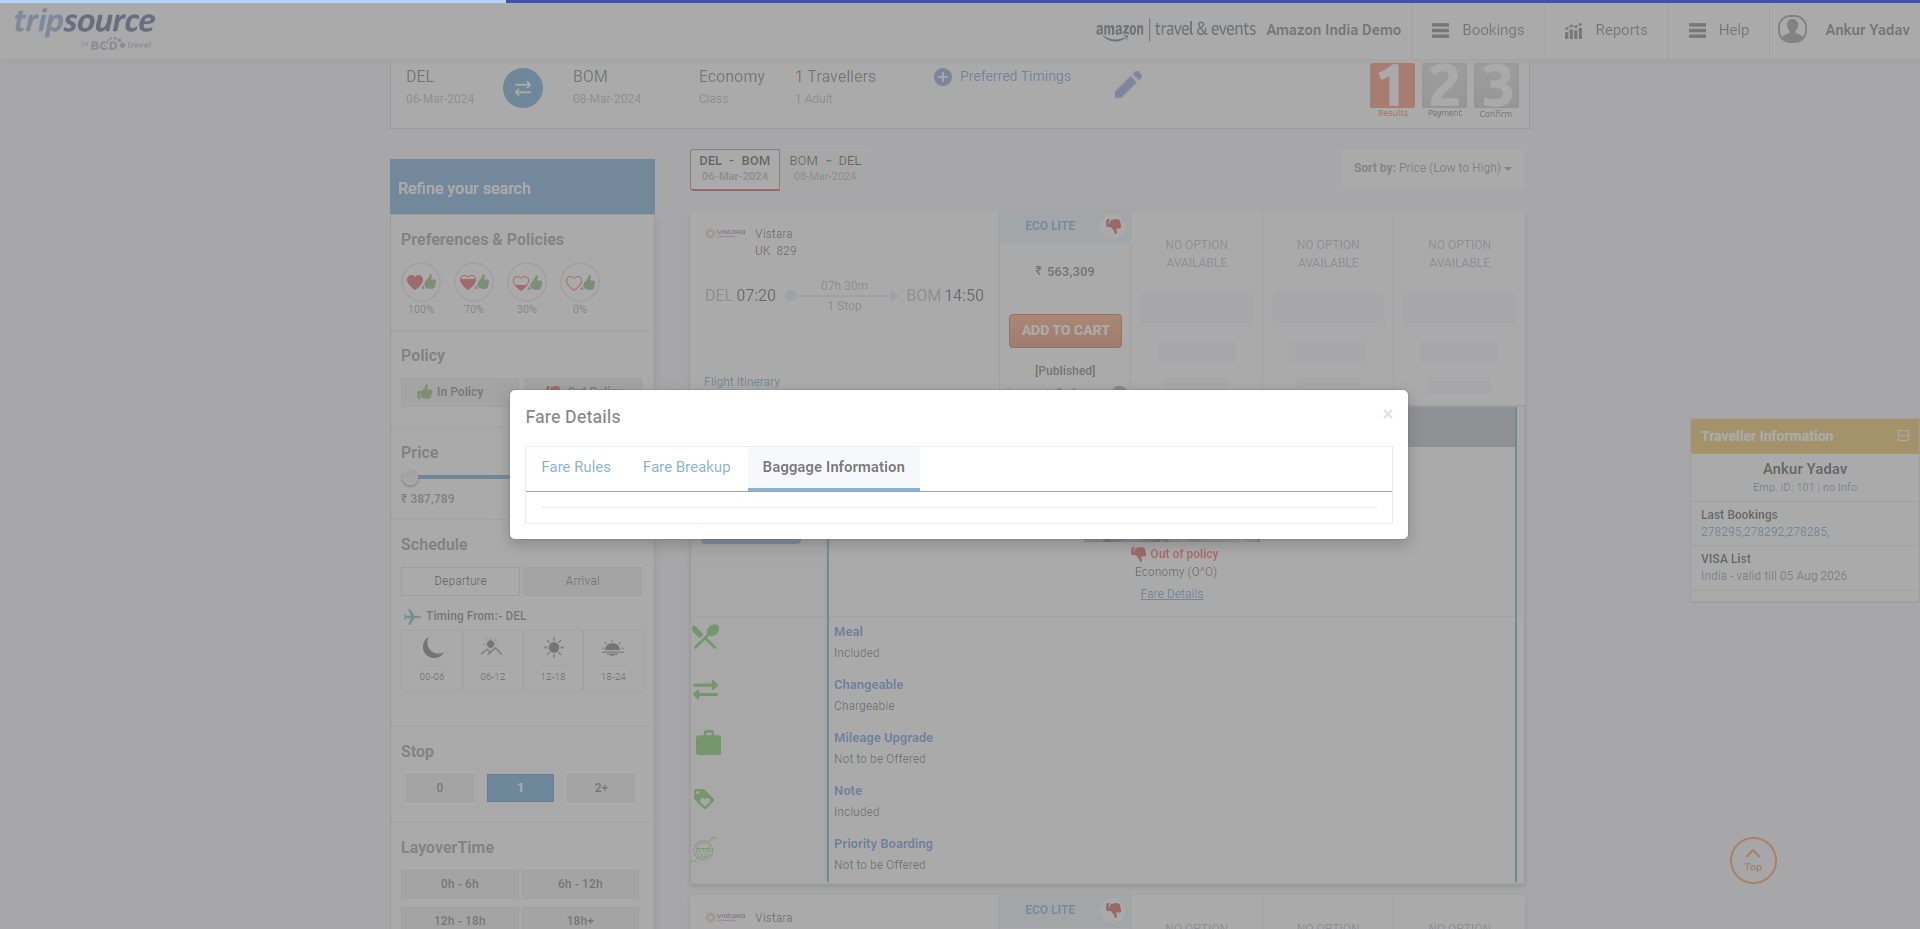 tripsource
by BCD travel
amazon | travel & events Amazon India Demo
Bookings
Reports
Help
Ankur Yadav
DEL
06-Mar-2024
BOM
08-Mar-2024
Economy
Class
1 Travellers
1 Adult
Preferred Timings
1 2 3
Results Payment Confirm
DEL - BOM
06-Mar-2024
BOM - DEL
08-Mar-2024
Sort by: Price (Low to High)
Refine your search
Preferences & Policies
100% 70% 30% 0%
Policy
In Policy
Out Policy
Price
₹ 387,789
Schedule
Departure
Arrival
Timing From:- DEL
00-06 06-12 12-18 18-24
Stop
0 1 2+
LayoverTime
0h - 6h 6h - 12h
12h - 18h 18h+
VISTARA
Vistara
UK 829
DEL 07:20
07h 30m
1 Stop
BOM 14:50
Flight Itinerary
ECO LITE
₹ 563,309
ADD TO CART
[Published]
NO OPTION
AVAILABLE
NO OPTION
AVAILABLE
NO OPTION
AVAILABLE
Fare Details
×
Fare Rules
Fare Breakup
Baggage Information
Out of policy
Economy (O^O)
Fare Details
Meal
Included
Changeable
Chargeable
Mileage Upgrade
Not to be Offered
Note
Included
Priority Boarding
Not to be Offered
VISTARA
Vistara
ECO LITE
NO OPTION
NO OPTION
NO OPTION
Traveller Information
Ankur Yadav
Emp. ID: 101 | no Info
Last Bookings
278295,278292,278285,
VISA List
India - valid till 05 Aug 2026
Top